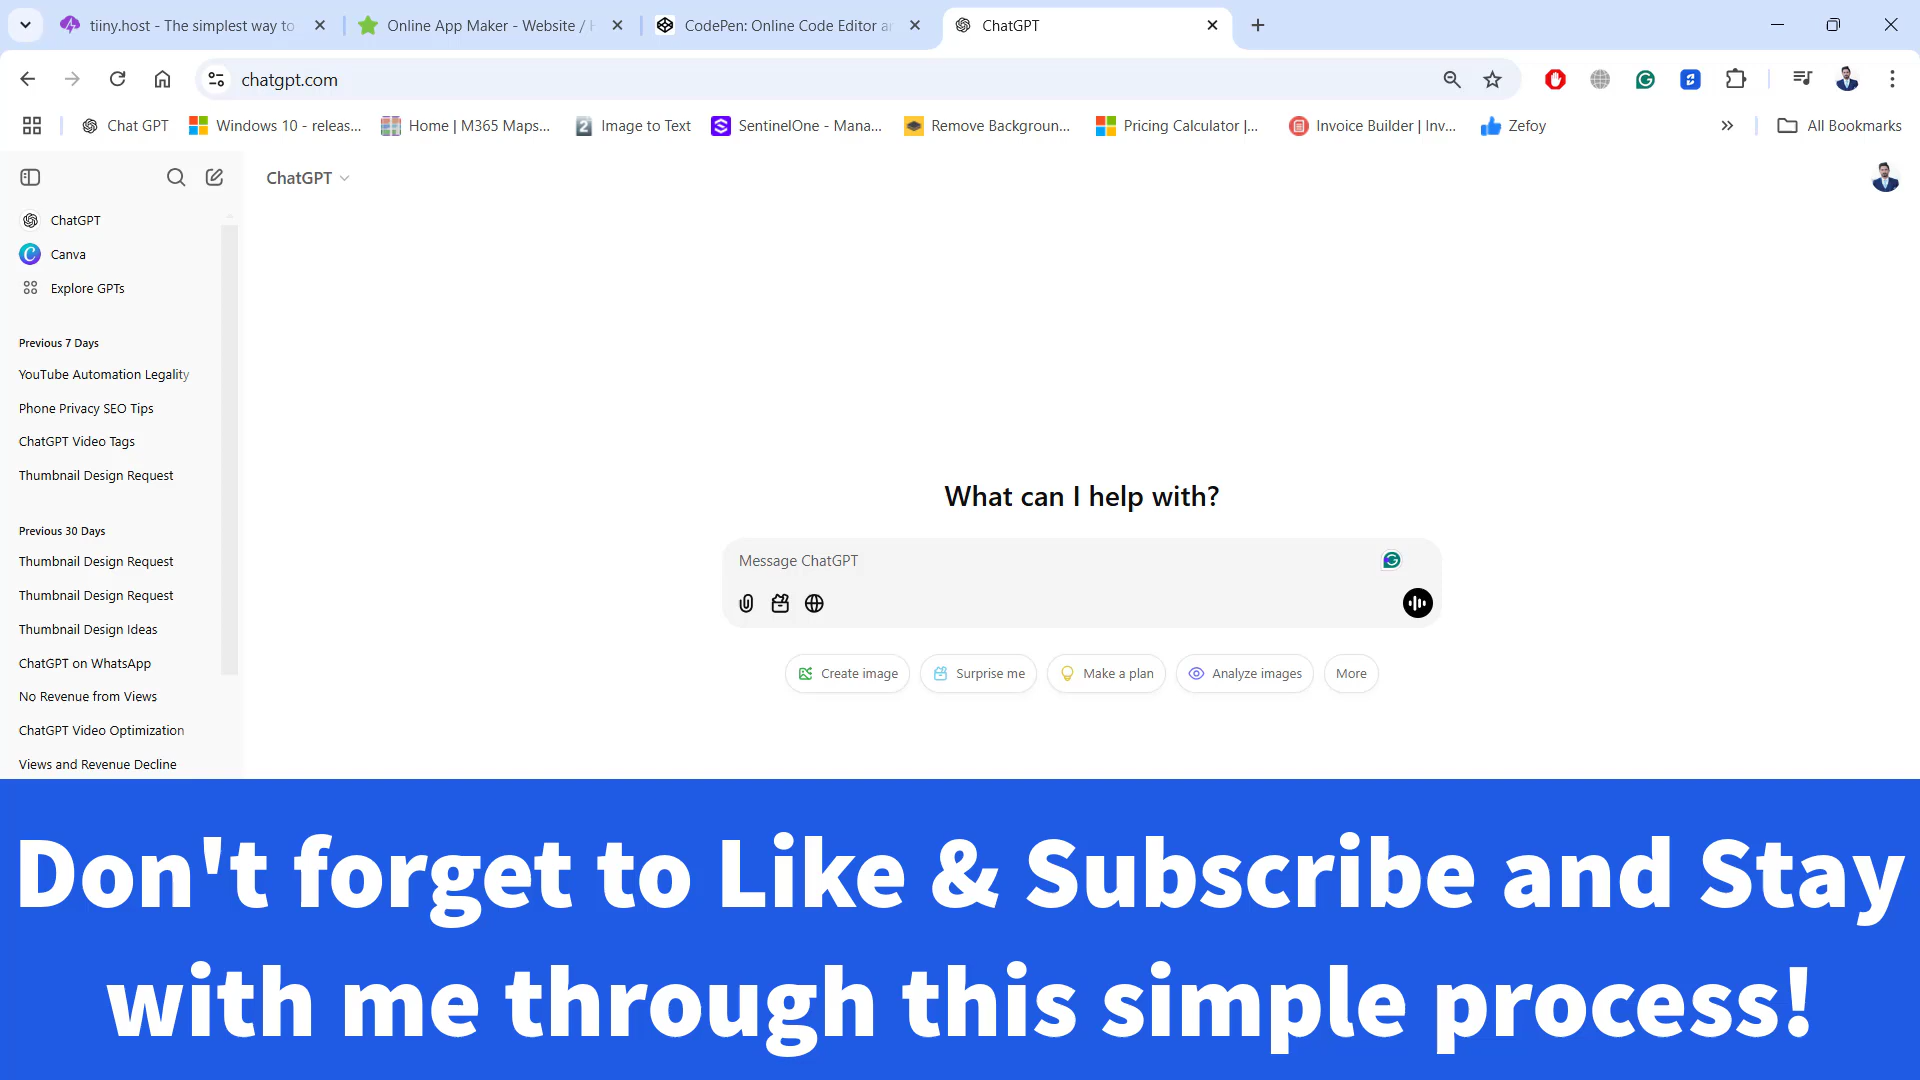 tiiny.host - The simplest way to
Online App Maker - Website /
CodePen: Online Code Editor
ChatGPT
chatgpt.com
Chat GPT
Windows 10 - releas...
Home | M365 Maps...
Image to Text
SentinelOne - Mana...
Remove Backgroun...
Pricing Calculator |...
Invoice Builder | Inv...
Zefoy
All Bookmarks
ChatGPT
ChatGPT
Canva
Explore GPTs
Previous 7 Days
YouTube Automation Legality
Phone Privacy SEO Tips
ChatGPT Video Tags
Thumbnail Design Request
Previous 30 Days
Thumbnail Design Request
Thumbnail Design Request
Thumbnail Design Ideas
ChatGPT on WhatsApp
No Revenue from Views
ChatGPT Video Optimization
Views and Revenue Decline
What can I help with?
Message ChatGPT
Create image
Surprise me
Make a plan
Analyze images
More
Don't forget to Like & Subscribe and Stay
with me through this simple process!